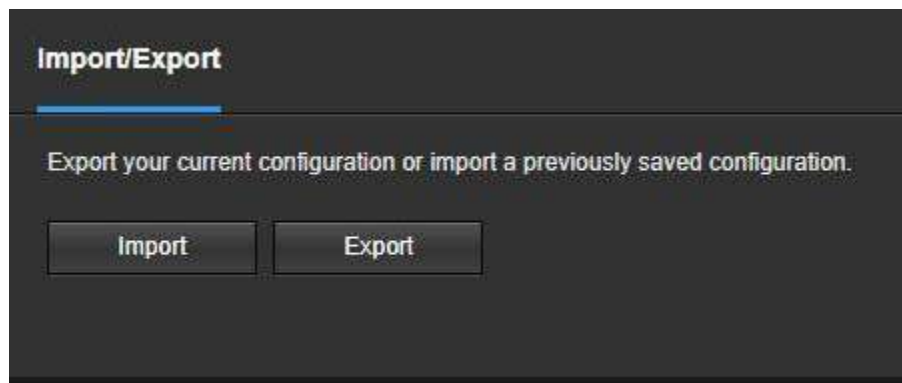 Import/Export
Export your current configuration or import a previously saved configuration.
Import Export